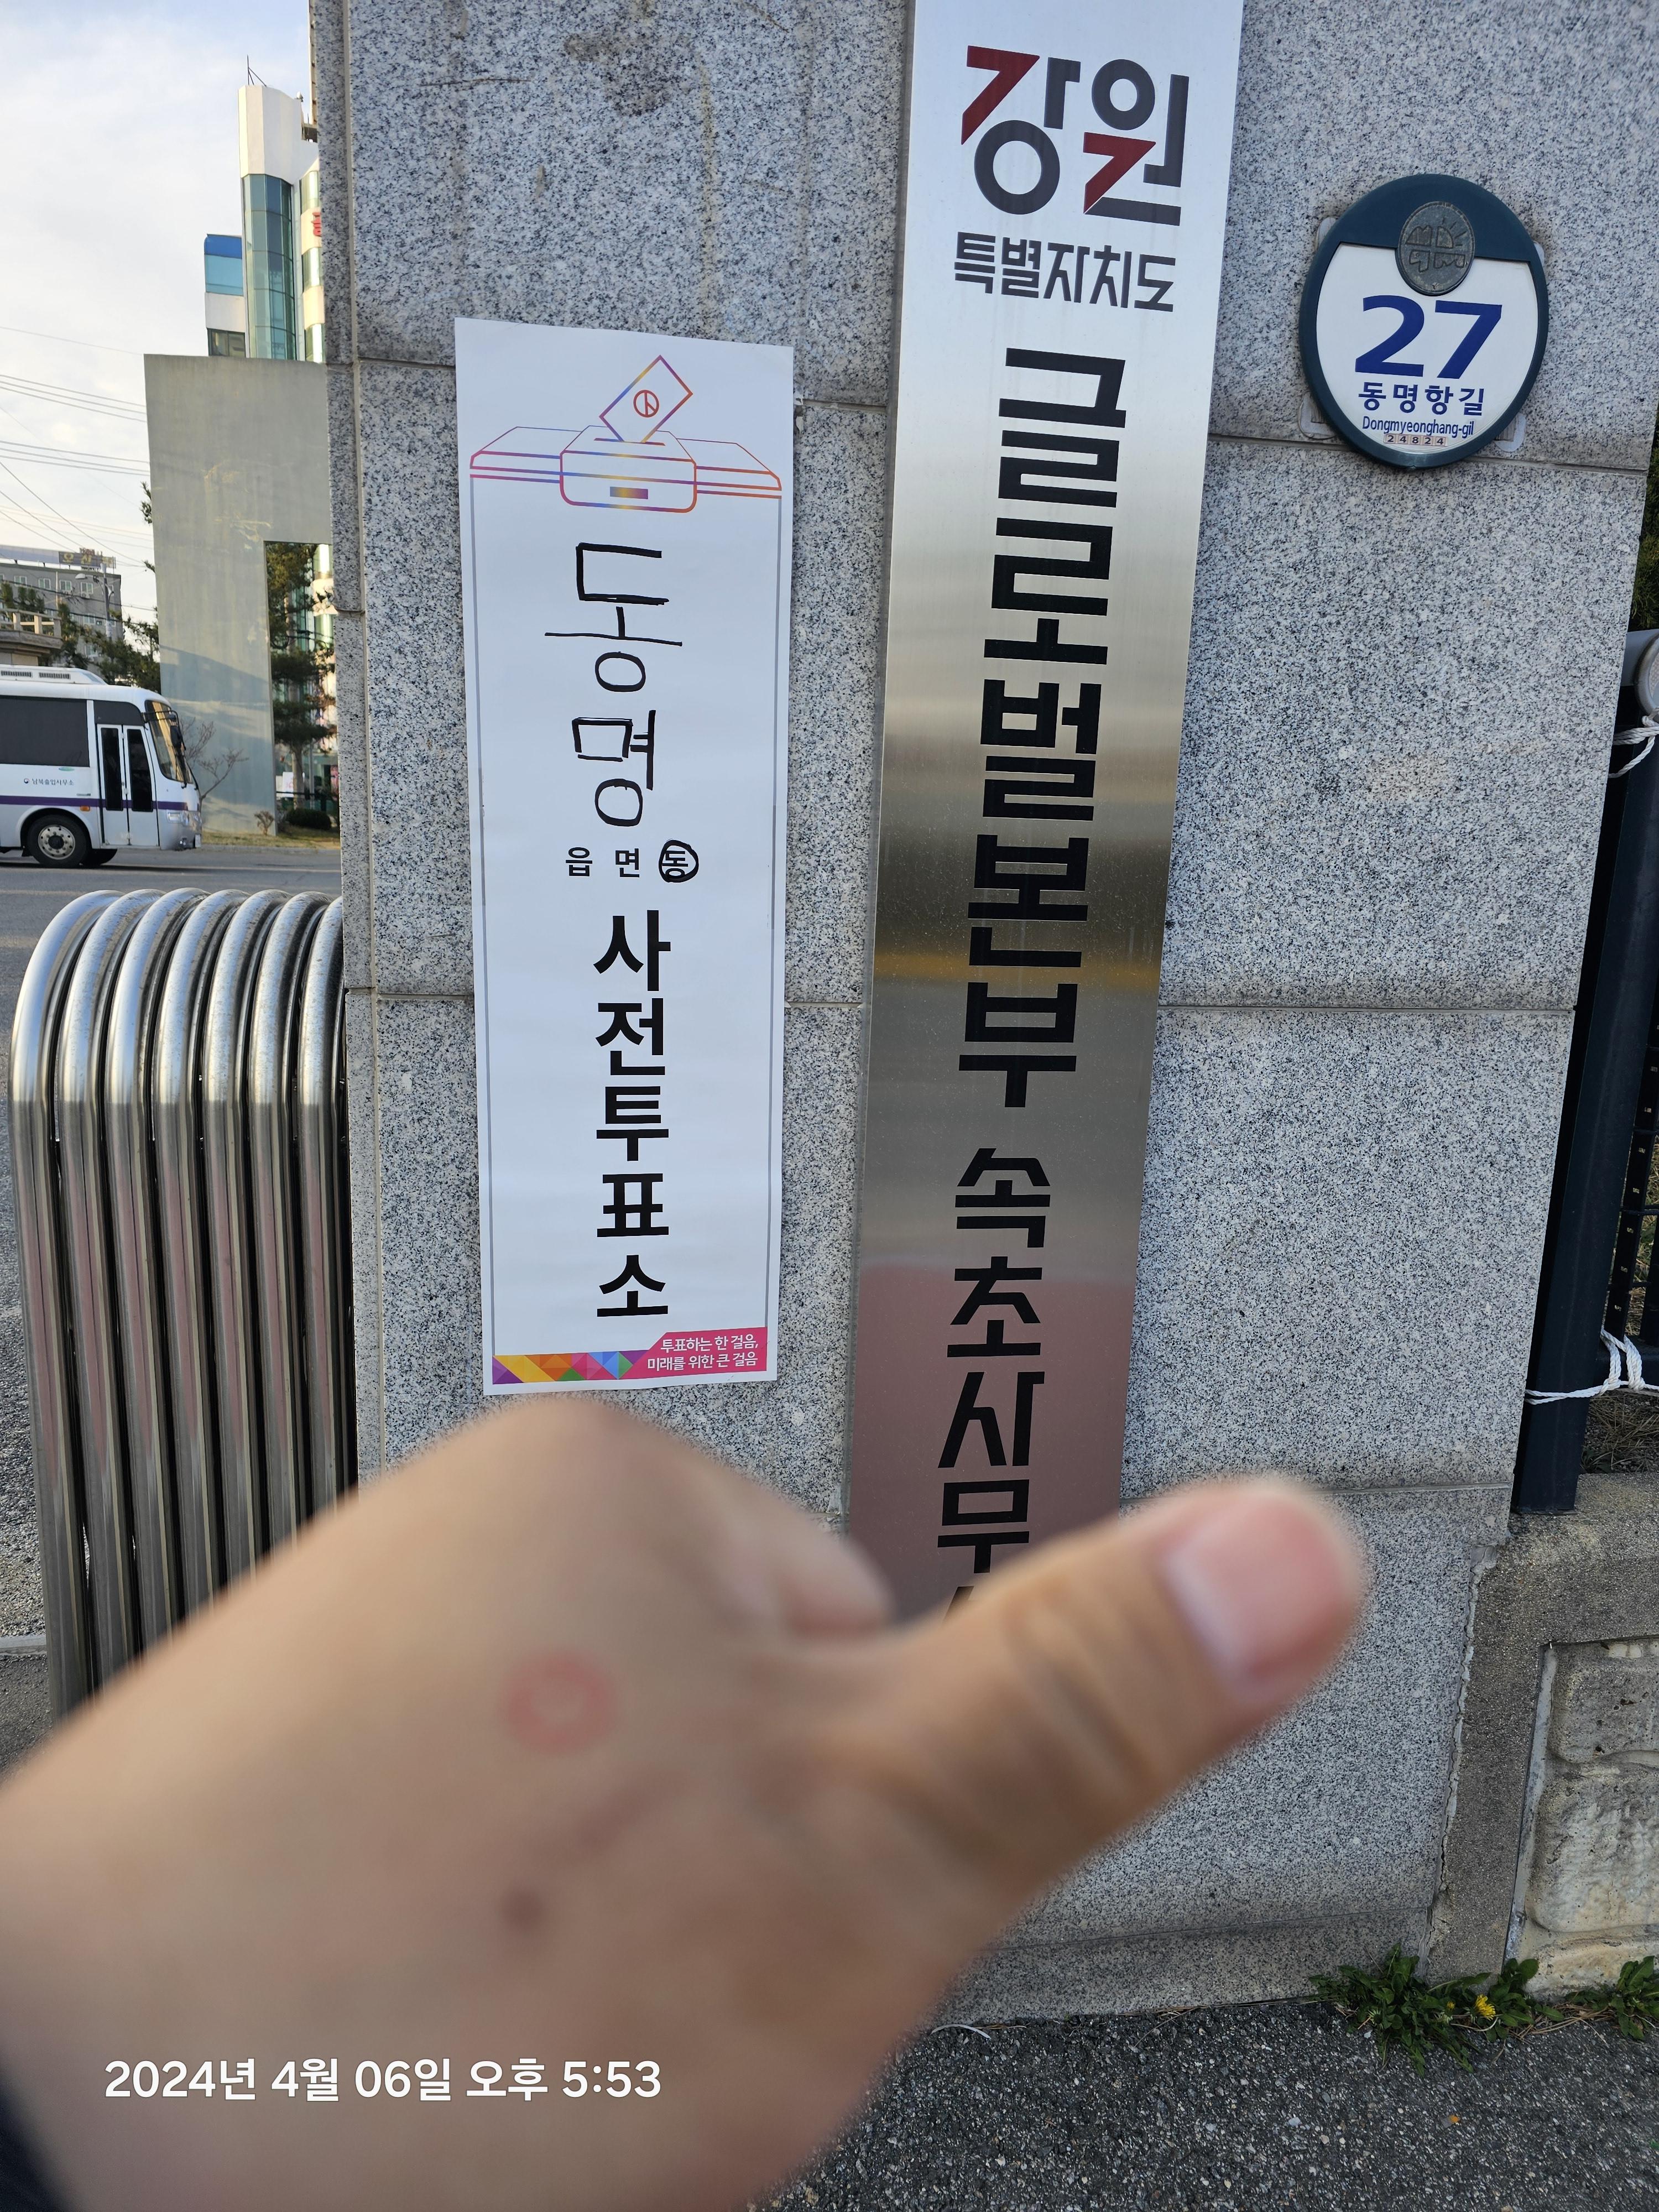 강원
특별자치도
글로벌본부 속초사무
27
동명항길
Dongmyeonghang-gil
24824
동명
읍 면 동
사전투표소
투표하는 한 걸음,
미래를 위한 큰 걸음
2024년 4월 06일 오후 5:53